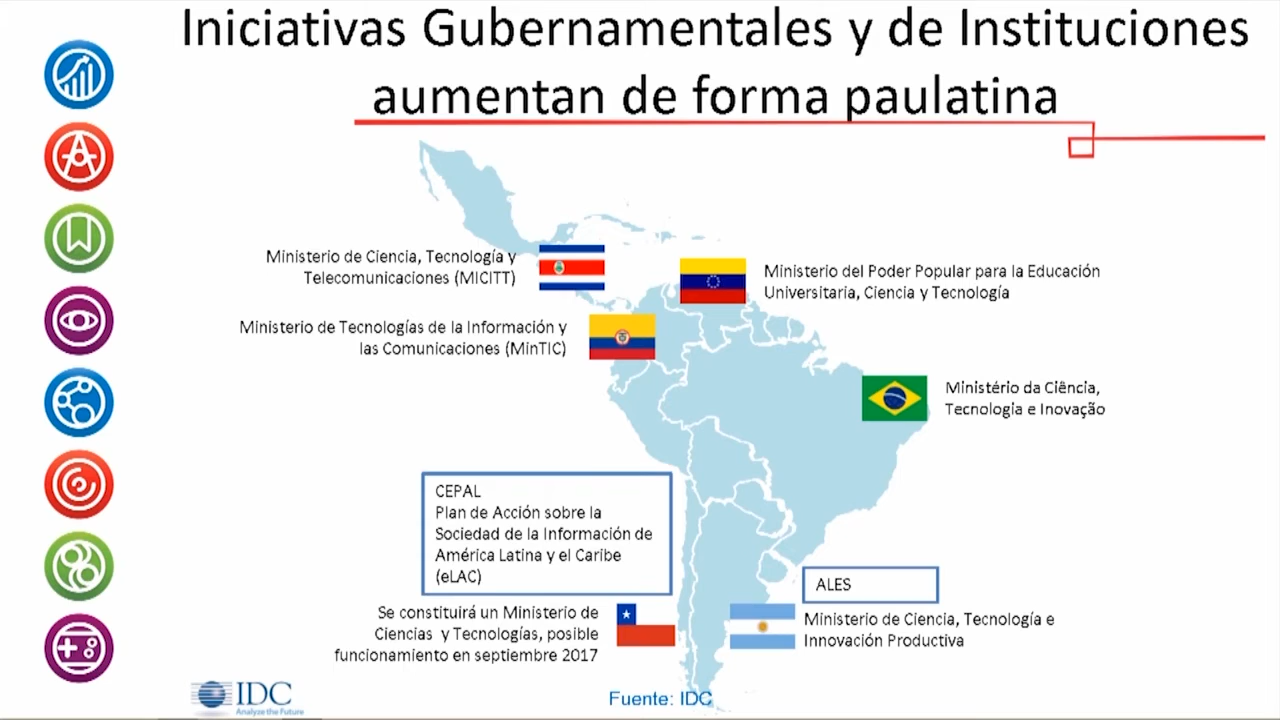 Iniciativas Gubernamentales y de Instituciones
aumentan de forma paulatina
Ministerio de Ciencia, Tecnología y
Telecomunicaciones (MICITT)
Ministerio del Poder Popular para la Educación
Universitaria, Ciencia y Tecnología
Ministerio de Tecnologías de la Información y
las Comunicaciones (MinTIC)
Ministério da Ciência,
Tecnologia e Inovação
CEPAL
Plan de Acción sobre la
Sociedad de la Información de
América Latina y el Caribe
(eLAC)
ALES
Se constituirá un Ministerio de
Ciencias y Tecnologías, posible
funcionamiento en septiembre 2017
Ministerio de Ciencia, Tecnología e
Innovación Productiva
IDC
Analyze the Future
Fuente: IDC